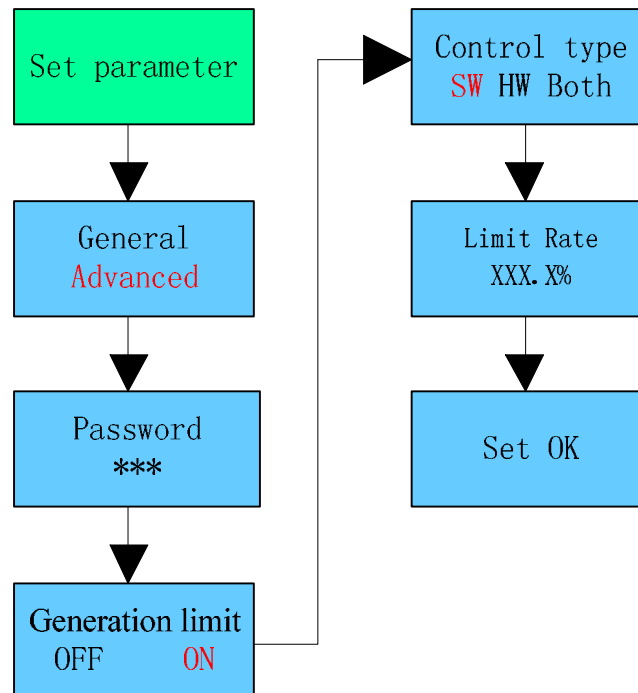 Set parameter
General
Advanced
Password
***
Generation limit
OFF ON
Control type
SW HW Both
Limit Rate
XXX.X%
Set OK